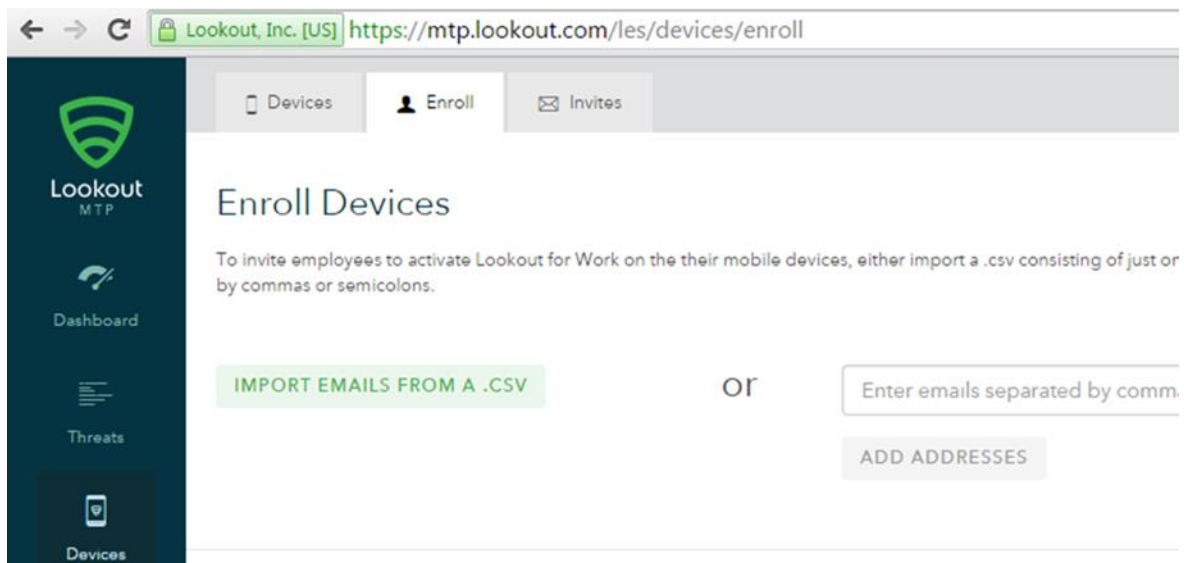 Lookout, Inc. [US] https://mtp.lookout.com/les/devices/enroll
Devices Enroll Invites
Lookout
MTP
Enroll Devices
To invite employees to activate Lookout for Work on the their mobile devices, either import a .csv consisting of just
by commas or semicolons.
Dashboard
IMPORT EMAILS FROM A .CSV or Enter emails separated by comm
Threats
ADD ADDRESSES
Devices